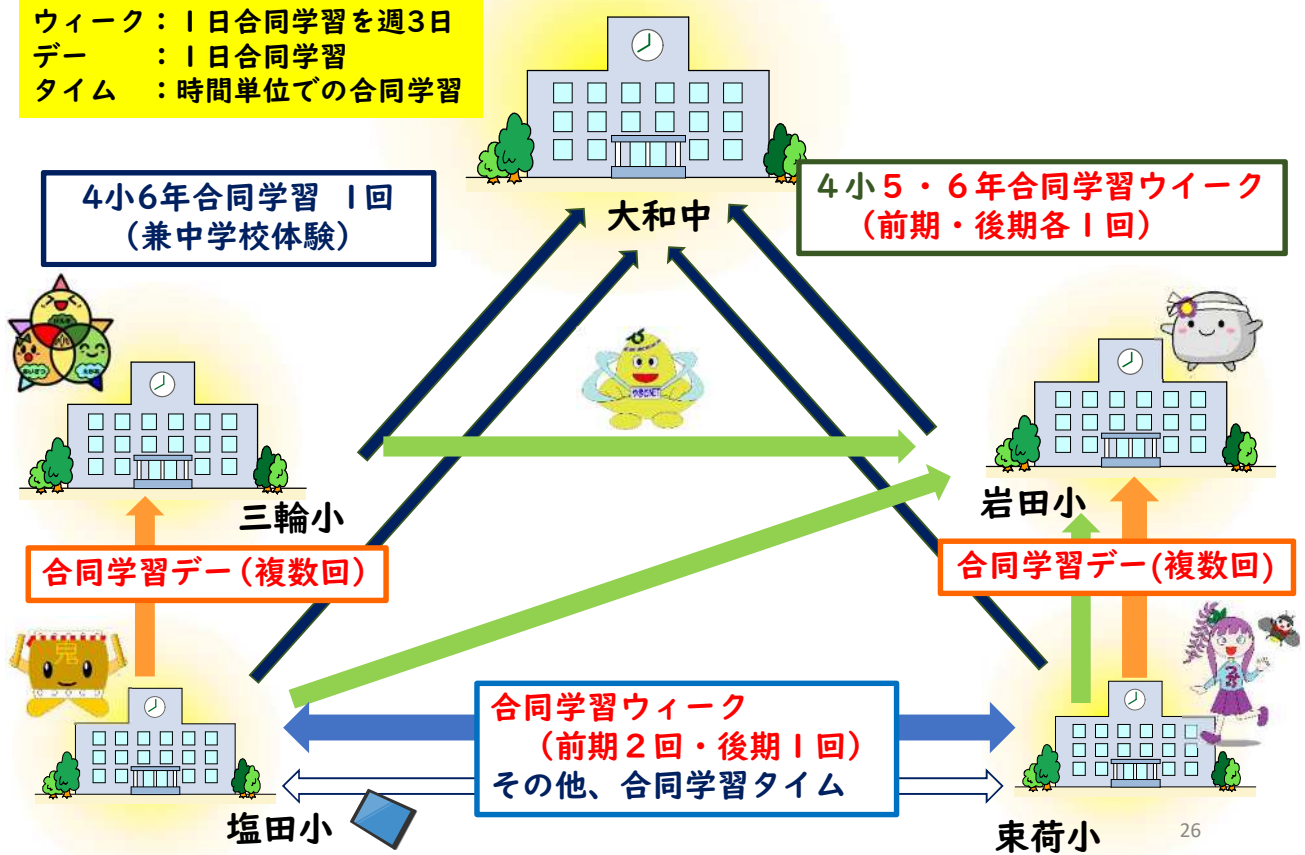 ウィーク：１日合同学習を週3日
デー　　：１日合同学習
タイム　：時間単位での合同学習
4小6年合同学習　１回
（兼中学校体験）
４小５・６年合同学習ウイーク
（前期・後期各１回）
大和中
三輪小
岩田小
合同学習デー（複数回）
合同学習デー(複数回)
鬼
合同学習ウィーク
（前期２回・後期１回）
その他、合同学習タイム
塩田小
束荷小
26